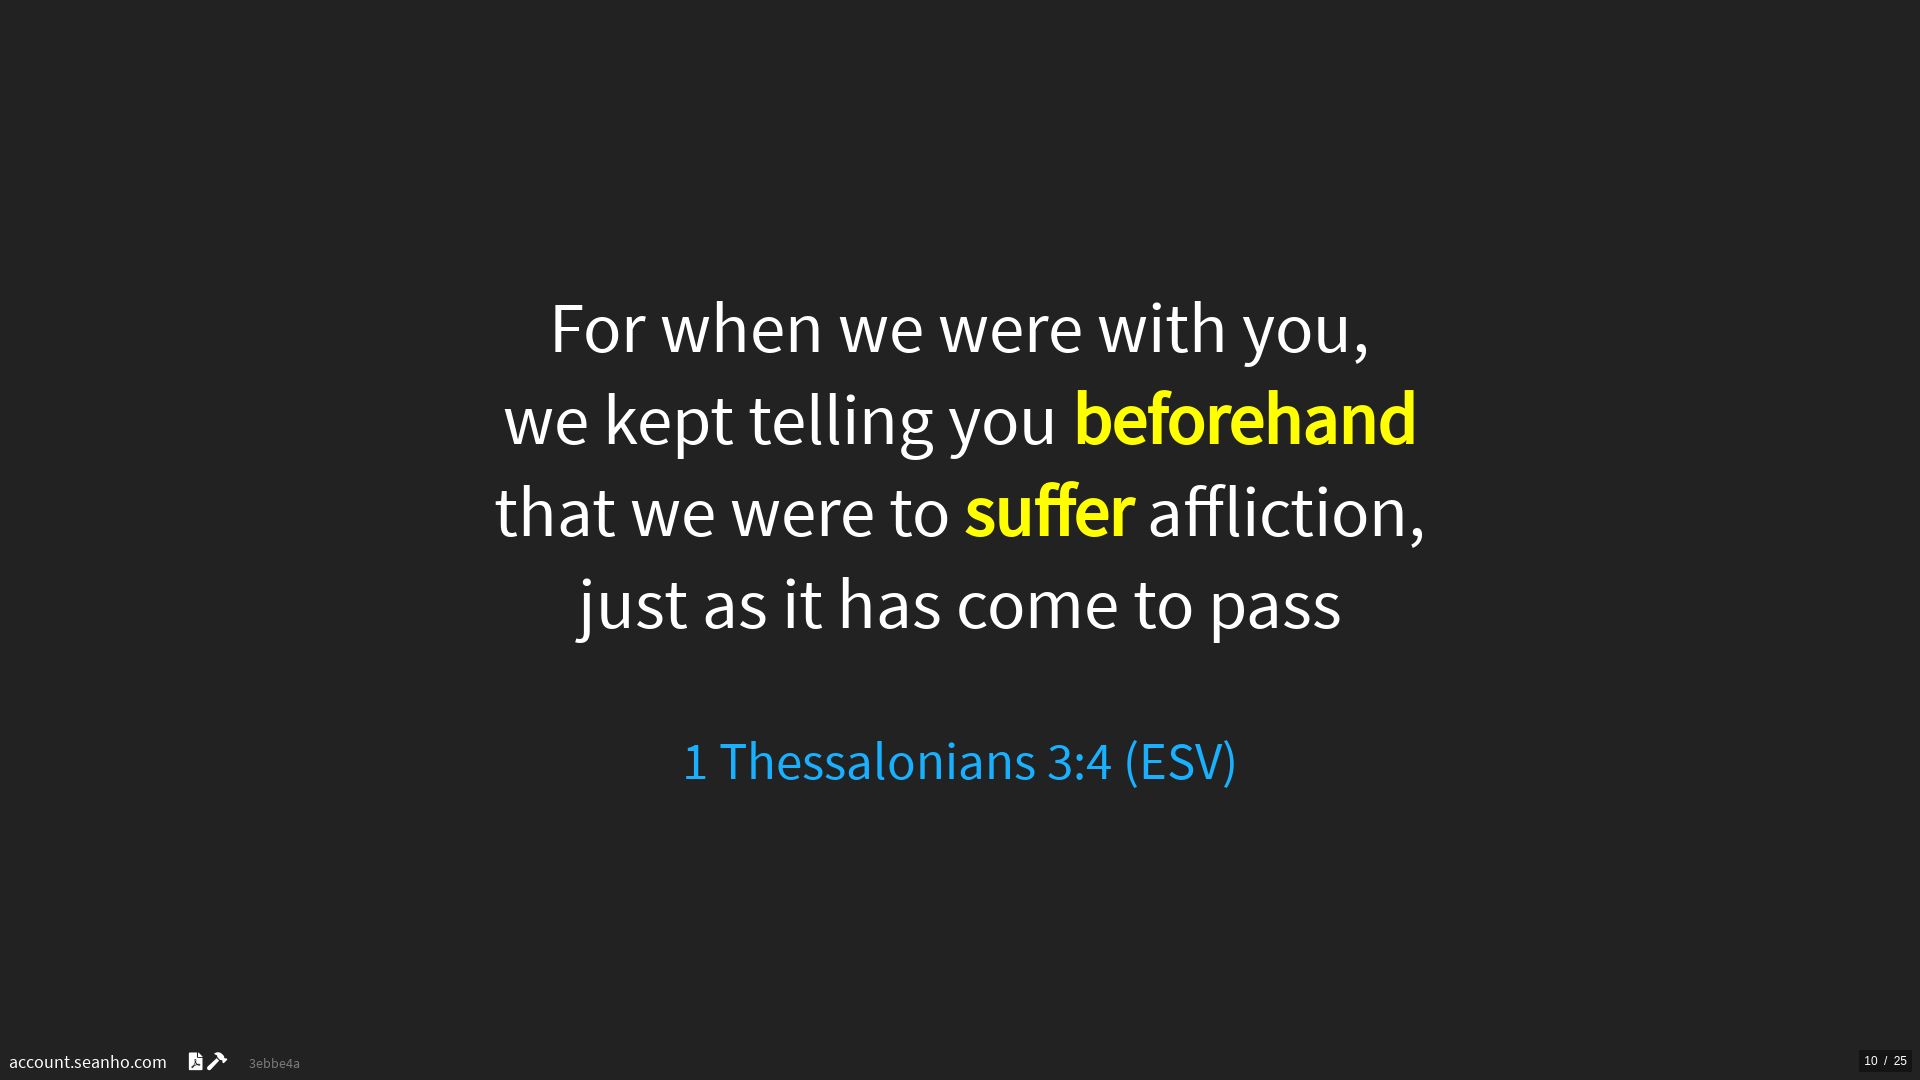 For when we were with you,
we kept telling you beforehand
that we were to suffer affliction,
just as it has come to pass
1 Thessalonians 3:4 (ESV)
account.seanho.com 3ebbe4a
10 / 25